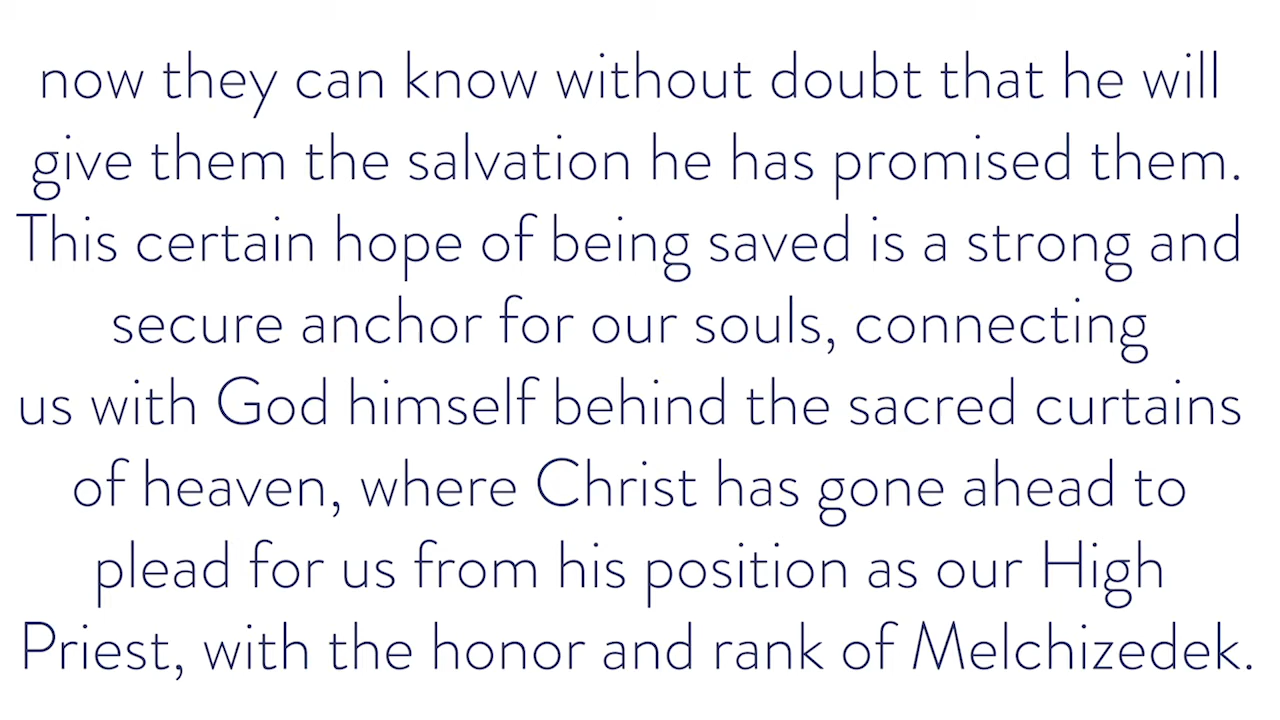 now they can know without doubt that he will
give them the salvation he has promised them.
This certain hope of being saved is a strong and
secure anchor for our souls, connecting
us with God himself behind the sacred curtains
of heaven, where Christ has gone ahead to
plead for us from his position as our High
Priest, with the honor and rank of Melchizedek.